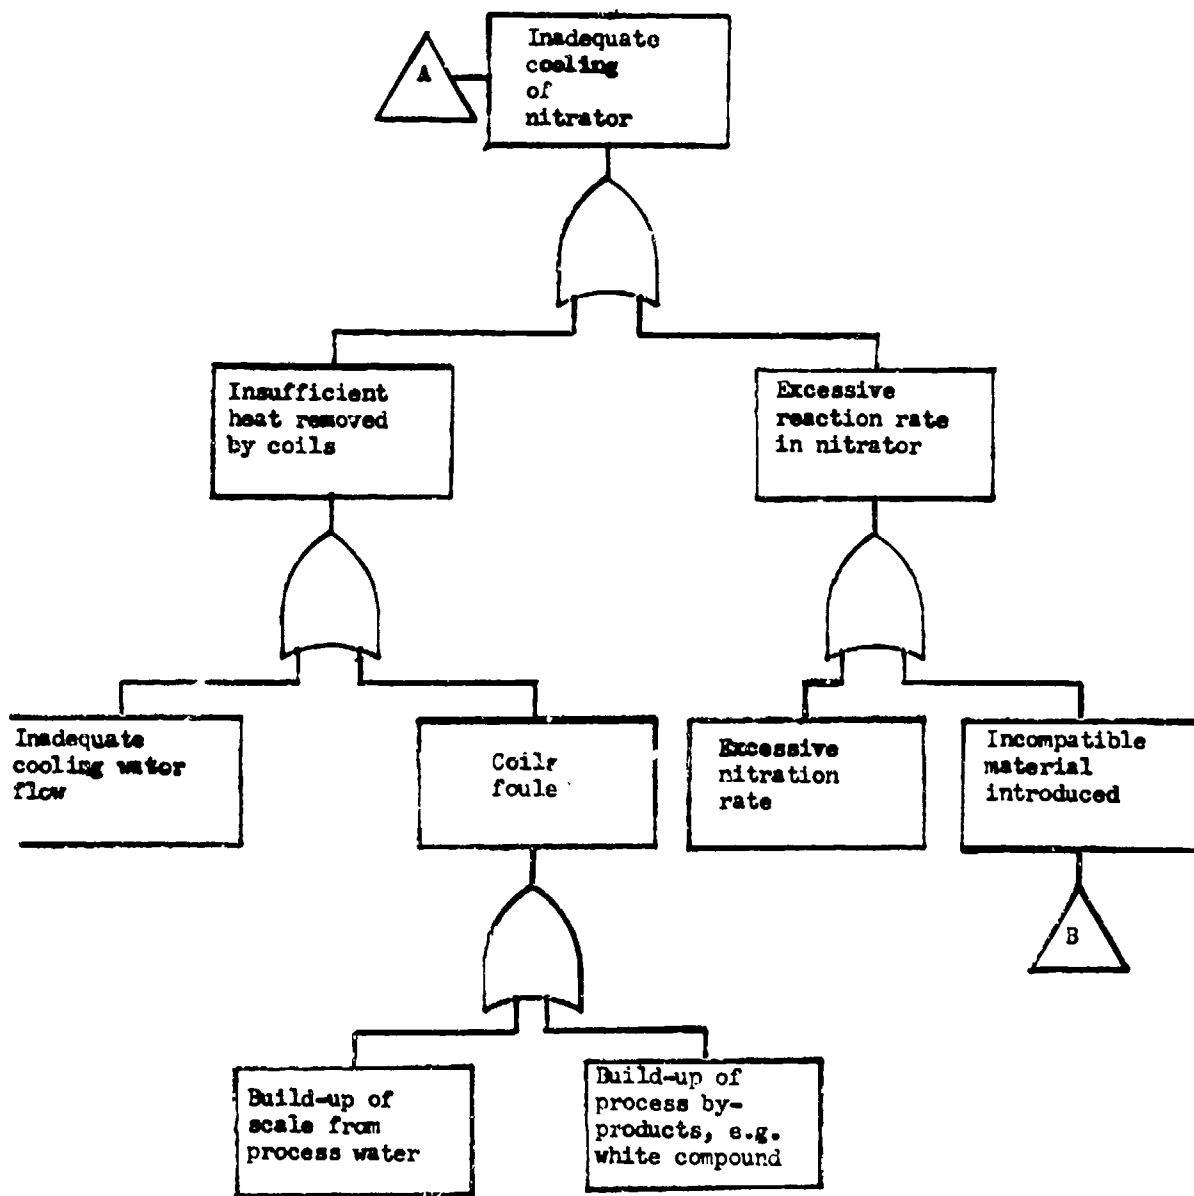 A
Inadequate
cooling
of
nitrator
Insufficient
heat removed
by coils
Excessive
reaction rate
in nitrator
Inadequate
cooling water
flow
Coils
foule
Excessive
nitration
rate
Incompatible
material
introduced
B
Build-up of
scale from
process water
Build-up of
process by-
products, e.g.
white compound